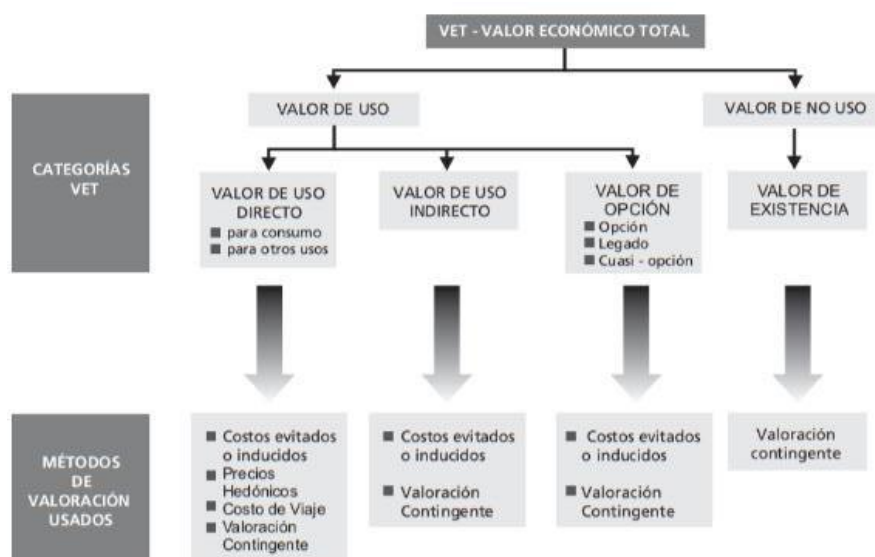 VET - VALOR ECONÓMICO TOTAL
VALOR DE USO
VALOR DE NO USO
CATEGORÍAS
VET
VALOR DE USO
DIRECTO
■ para consumo
■ para otros usos
VALOR DE USO
INDIRECTO
VALOR DE
OPCIÓN
■ Opción
■ Legado
■ Cuasi - opción
VALOR DE
EXISTENCIA
MÉTODOS
DE
VALORACIÓN
USADOS
■ Costos evitados
o inducidos
■ Precios
Hedónicos
■ Costo de Viaje
■ Valoración
Contingente
■ Costos evitados
o inducidos
■ Valoración
Contingente
■ Costos evitados
o inducidos
■ Valoración
Contingente
Valoración
contingente